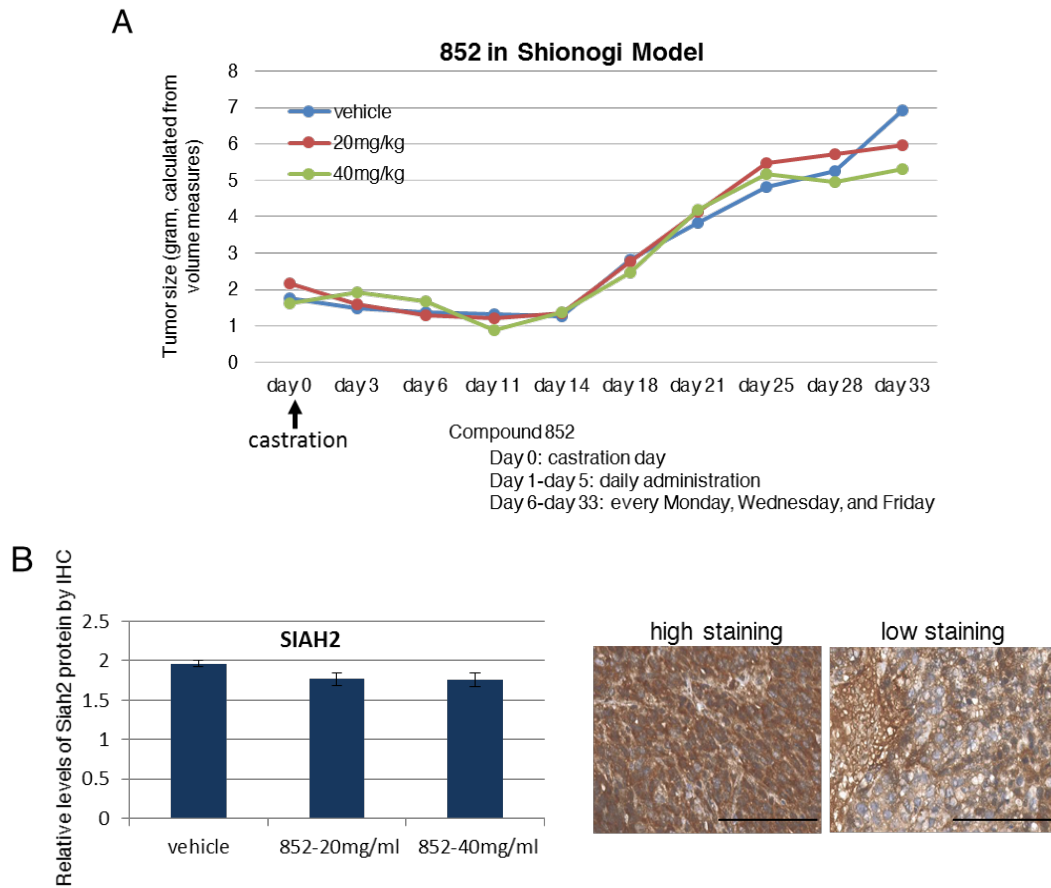 A
852 in Shionogi Model
Tumor size (gram, calculated from
volume measures)
8
7
6
5
4
3
2
1
0
vehicle
20mg/kg
40mg/kg
day 0 day 3 day 6 day 11 day 14 day 18 day 21 day 25 day 28 day 33
castration
Compound 852
Day 0: castration day
Day 1-day 5: daily administration
Day 6-day 33: every Monday, Wednesday, and Friday
B
Relative levels of Siah2 protein by IHC
2.5
2
1.5
1
0.5
0
SIAH2
vehicle 852-20mg/ml 852-40mg/ml
high staining low staining